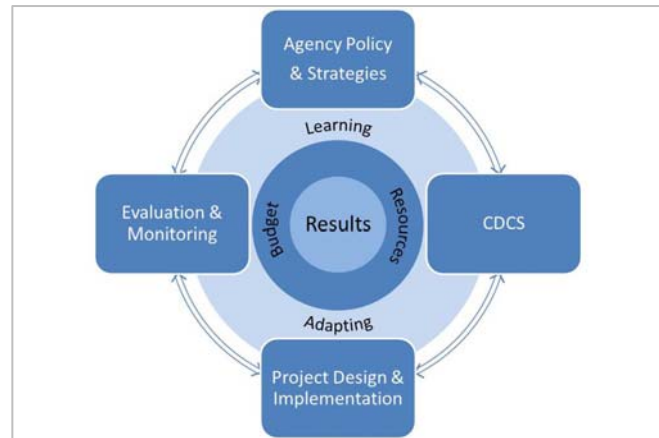 Agency Policy
& Strategies
Learning
Evaluation &
Monitoring
Budget
Results
Resources
CDCS
Adapting
Project Design &
Implementation